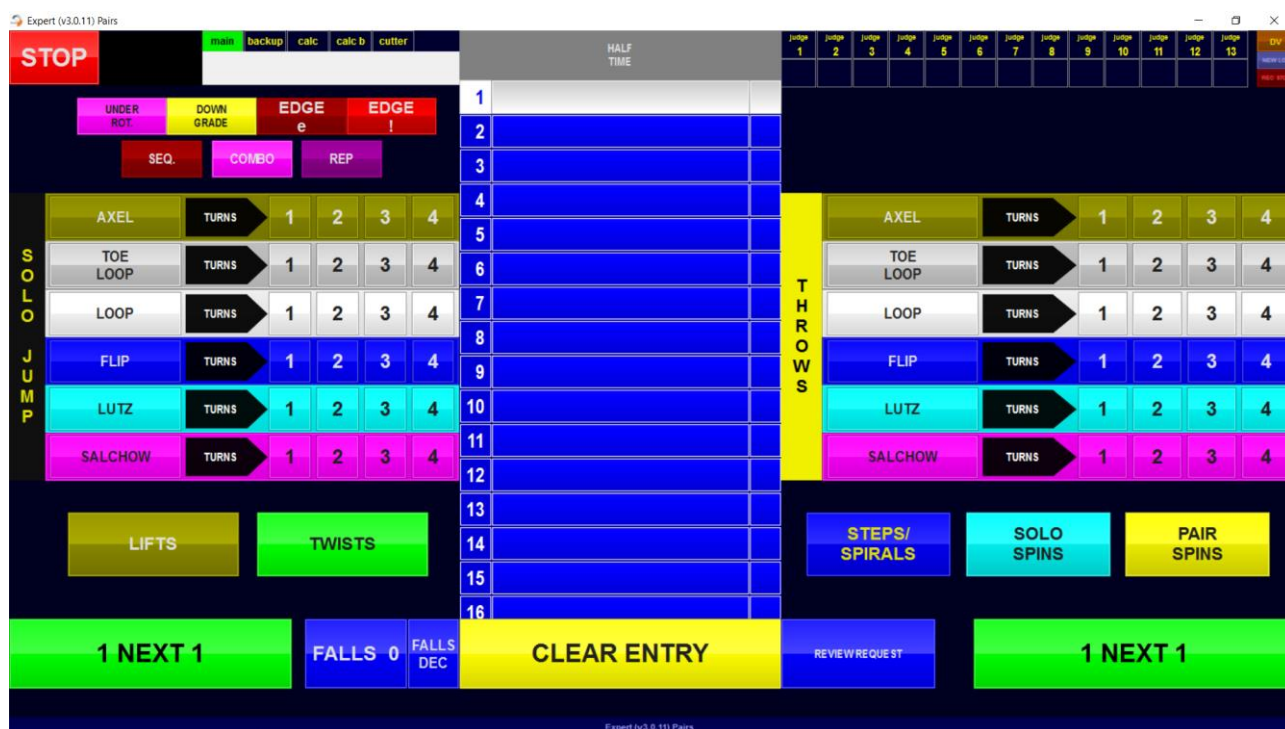 Expert (v3.0.11) Pairs
STOP
main backup calc calc b cutter
HALF
TIME
judge 1 judge 2 judge 3 judge 4 judge 5 judge 6 judge 7 judge 8 judge 9 judge 10 judge 11 judge 12 judge 13
DV
UNDER
ROT.
DOWN
GRADE
EDGE
e
EDGE
!
SEQ. COMBO REP
SOLO JUMP
AXEL TURNS 1 2 3 4
TOE
LOOP TURNS 1 2 3 4
LOOP TURNS 1 2 3 4
FLIP TURNS 1 2 3 4
LUTZ TURNS 1 2 3 4
SALCHOW TURNS 1 2 3 4
LIFTS TWISTS
1
2
3
4
5
6
7
8
9
10
11
12
13
14
15
16
THROWS
AXEL TURNS 1 2 3 4
TOE
LOOP TURNS 1 2 3 4
LOOP TURNS 1 2 3 4
FLIP TURNS 1 2 3 4
LUTZ TURNS 1 2 3 4
SALCHOW TURNS 1 2 3 4
STEPS/
SPIRALS
SOLO
SPINS
PAIR
SPINS
1 NEXT 1
FALLS 0
FALLS
DEC
CLEAR ENTRY
REVIEW REQUEST
1 NEXT 1
Expert (v3.0.11) Pairs